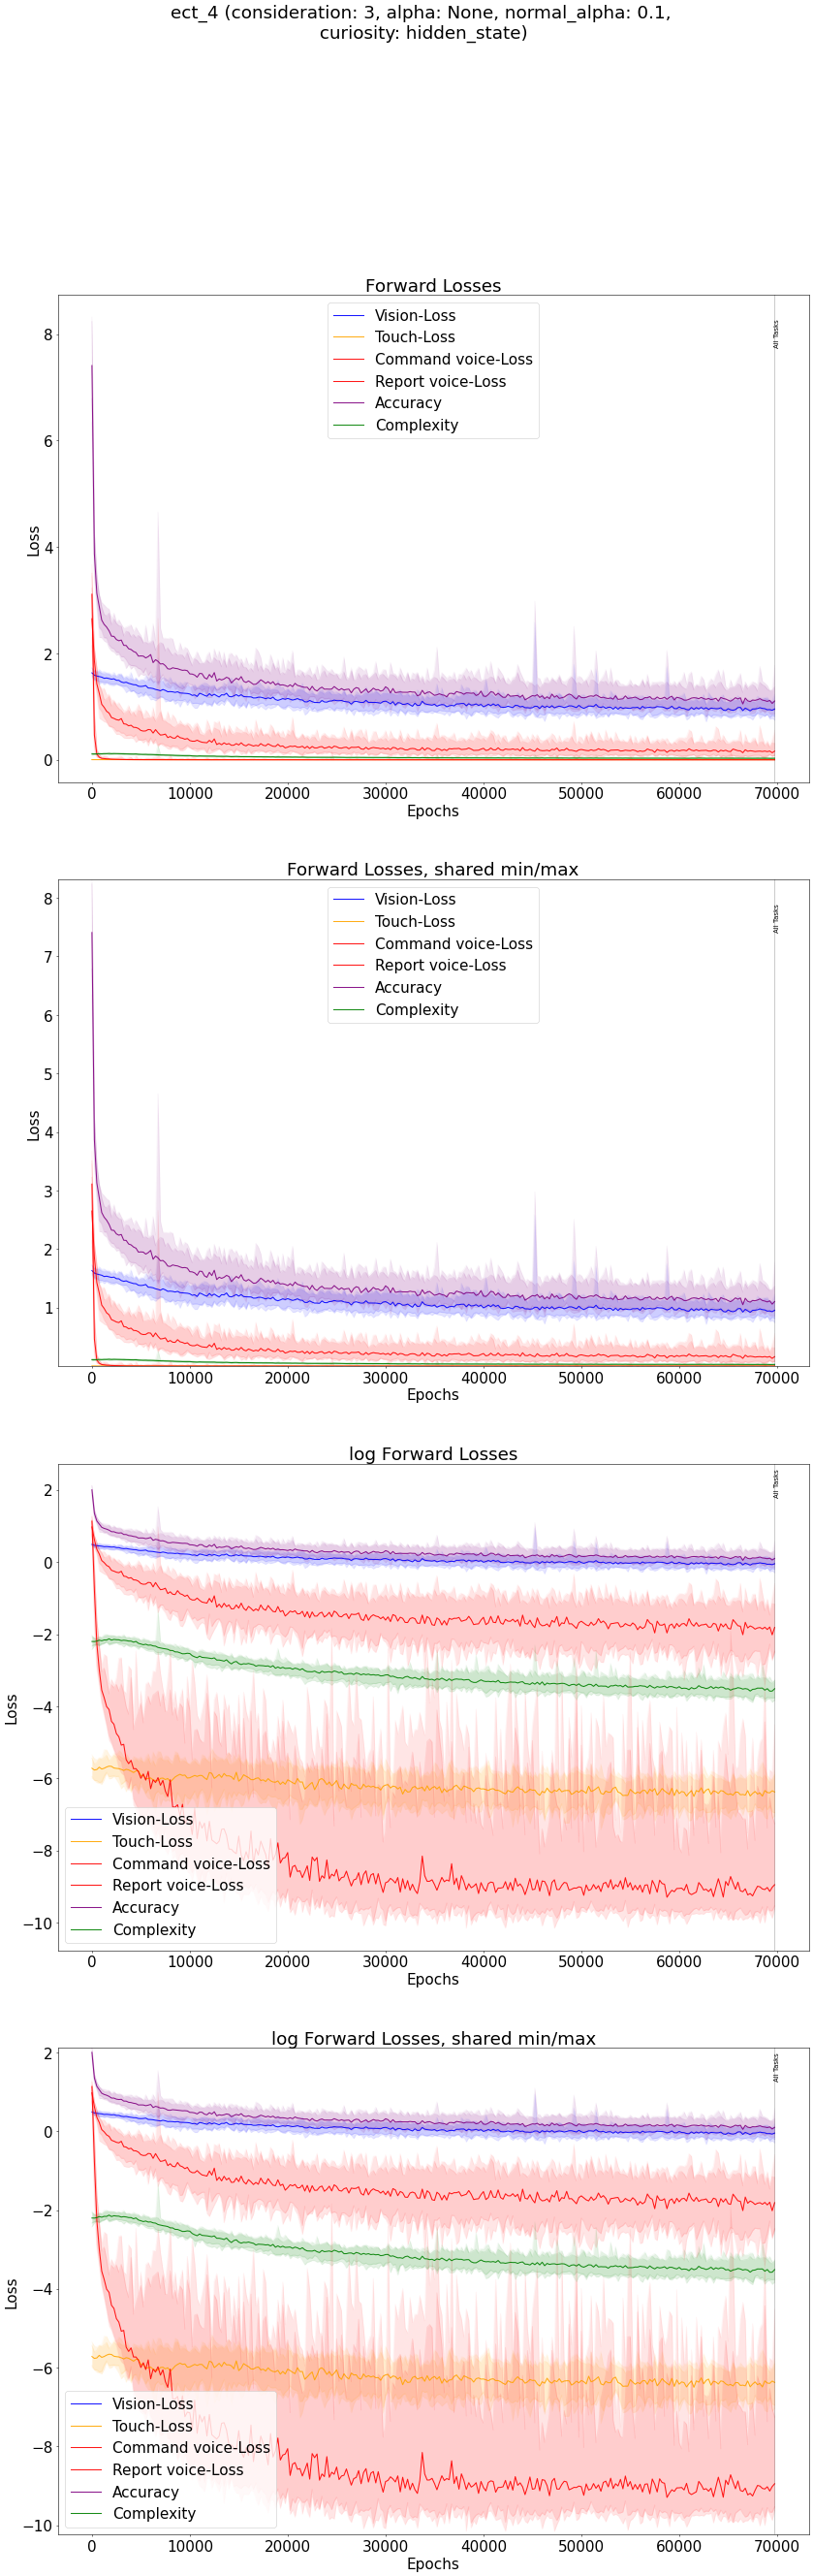 ect_4 (consideration: 3, alpha: None, normal_alpha: 0.1,
curiosity: hidden_state)
Forward Losses
Vision-Loss
Touch-Loss
Command voice-Loss
Report voice-Loss
Accuracy
Complexity
All Tasks
8
6
4
2
0
Loss
0 10000 20000 30000 40000 50000 60000 70000
Epochs
Forward Losses, shared min/max
Vision-Loss
Touch-Loss
Command voice-Loss
Report voice-Loss
Accuracy
Complexity
All Tasks
8
7
6
5
4
3
2
1
Loss
0 10000 20000 30000 40000 50000 60000 70000
Epochs
log Forward Losses
All Tasks
2
0
−2
−4
−6
−8
−10
Loss
Vision-Loss
Touch-Loss
Command voice-Loss
Report voice-Loss
Accuracy
Complexity
0 10000 20000 30000 40000 50000 60000 70000
Epochs
log Forward Losses, shared min/max
All Tasks
2
0
−2
−4
−6
−8
−10
Loss
Vision-Loss
Touch-Loss
Command voice-Loss
Report voice-Loss
Accuracy
Complexity
0 10000 20000 30000 40000 50000 60000 70000
Epochs